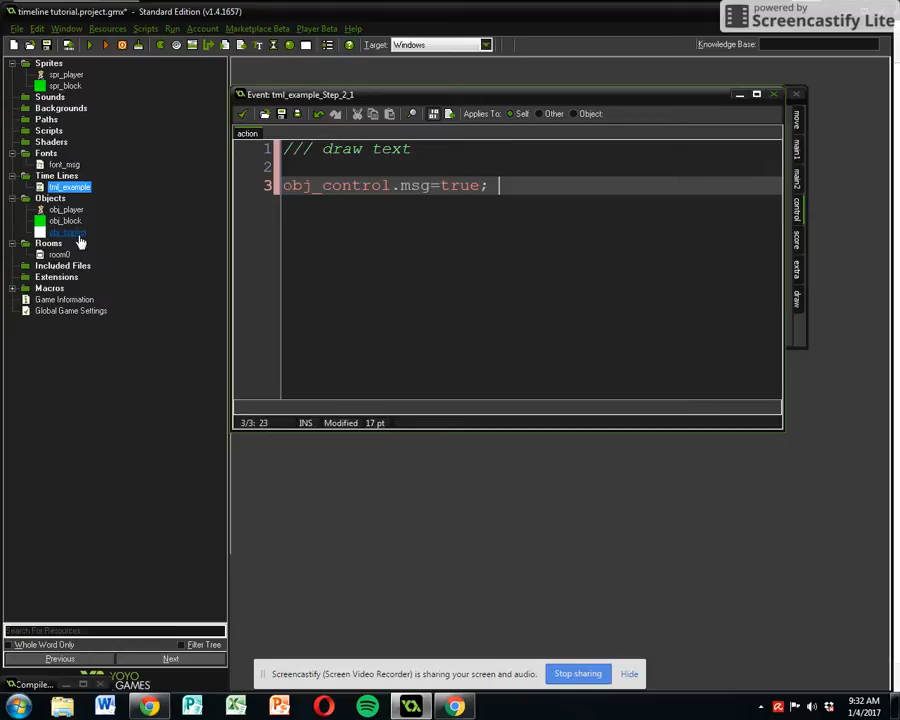 timeline tutorial.project.gmx* - Standard Edition (v1.4.1657)
powered by
Screencastify Lite
File Edit Window Resources Scripts Run Account Marketplace Beta Player Beta Help
Target: Windows
Knowledge Base:
Sprites
spr_player
spr_block
Sounds
Backgrounds
Paths
Scripts
Shaders
Fonts
font_msg
Time Lines
tml_example
Objects
obj_player
obj_block
obj_control
Rooms
room0
Included Files
Extensions
Macros
Game Information
Global Game Settings
Event: tml_example_Step_2_1
Applies To: Self Other Object:
action
1 /// draw text
2
3 obj_control.msg=true;
3/3: 23 INS Modified 17 pt
move
main1
main2
control
score
extra
draw
Search For Resources...
Whole Word Only Filter Tree
Previous Next
Compile...
YOYO
GAMES
Screencastify (Screen Video Recorder) is sharing your screen and audio. Stop sharing Hide
9:32 AM
1/4/2017